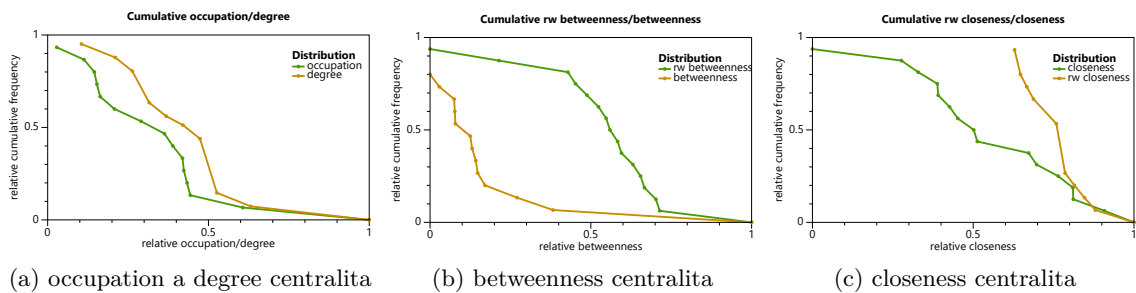 Cumulative occupation/degree
1
0.5
0
relative cumulative frequency
Distribution
occupation
degree
0
0.5
1
relative occupation/degree
(a) occupation a degree centralita
Cumulative rw betweenness/betweenness
1
0.5
0
relative cumulative frequency
Distribution
rw betweenness
betweenness
0
0.5
1
relative betweenness
(b) betweenness centralita
Cumulative rw closeness/closeness
1
0.5
0
relative cumulative frequency
Distribution
closeness
rw closeness
0
0.5
1
relative closeness
(c) closeness centralita